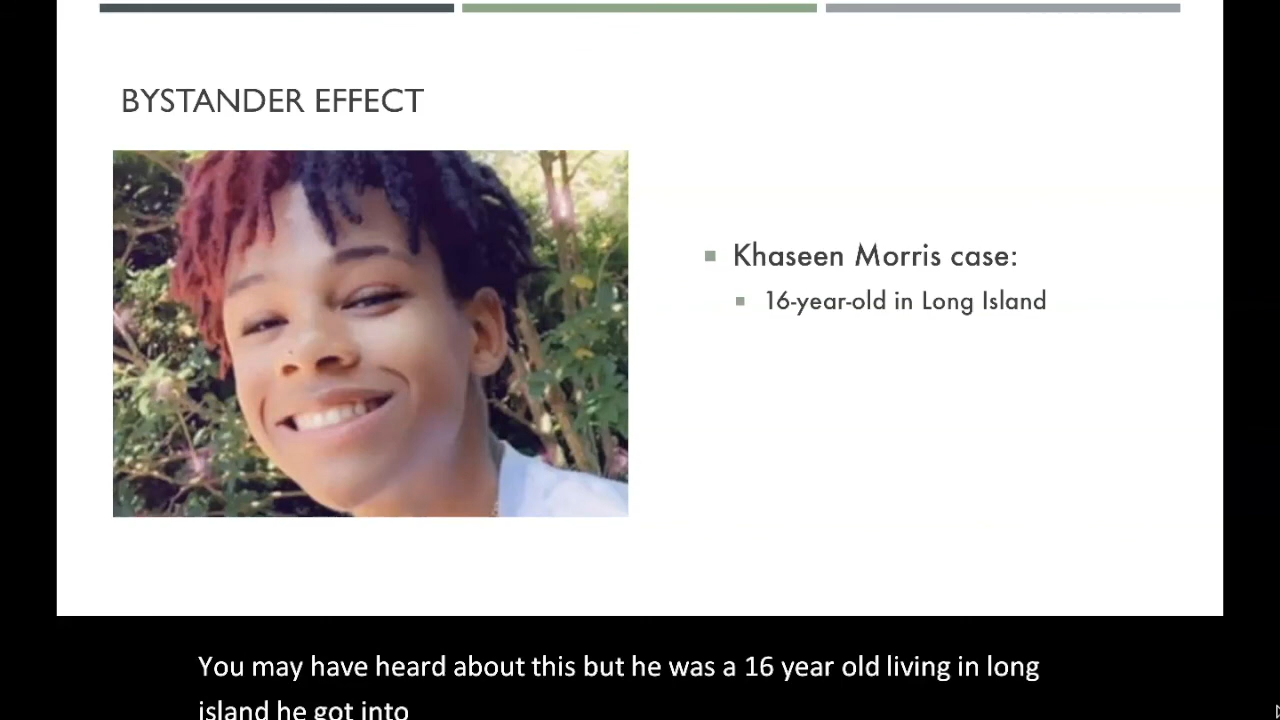 BYSTANDER EFFECT
Khaseen Morris case:
16-year-old in Long Island
You may have heard about this but he was a 16 year old living in long
island he got into